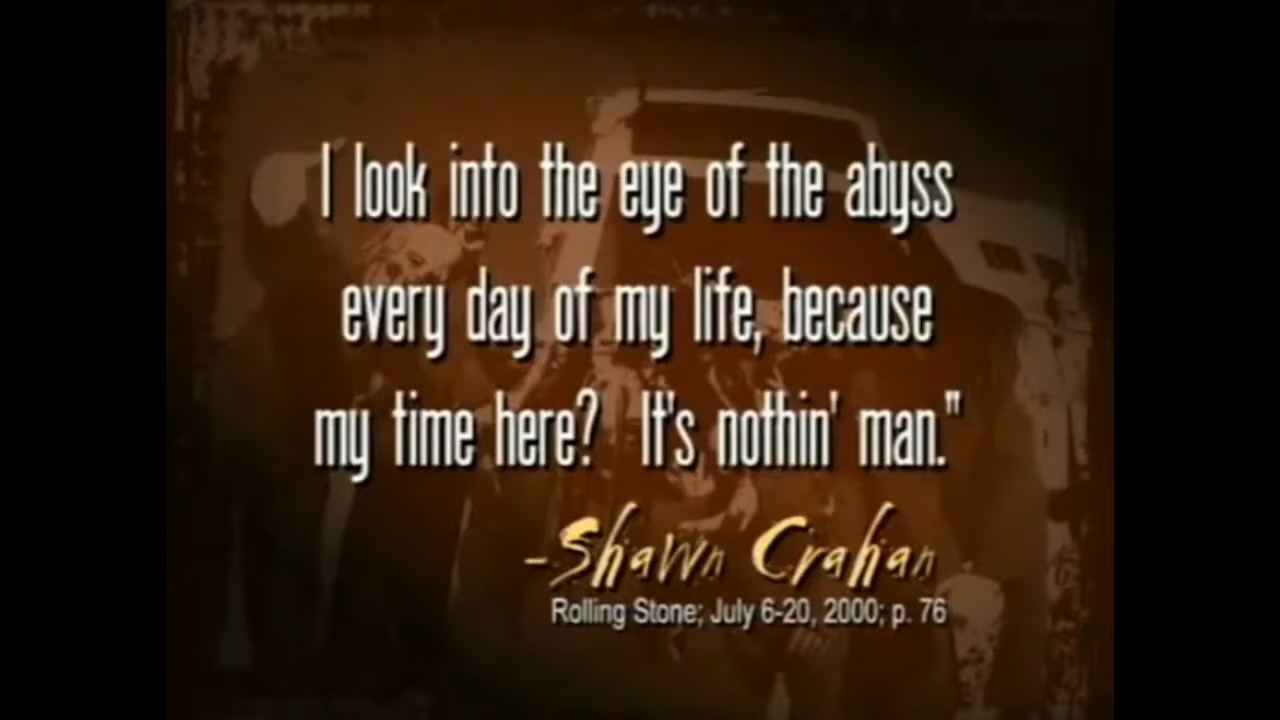 I look into the eye of the abyss
every day of my life, because
my time here? It's nothin' man."
-Shawn Crahan
Rolling Stone; July 6-20, 2000; p. 76